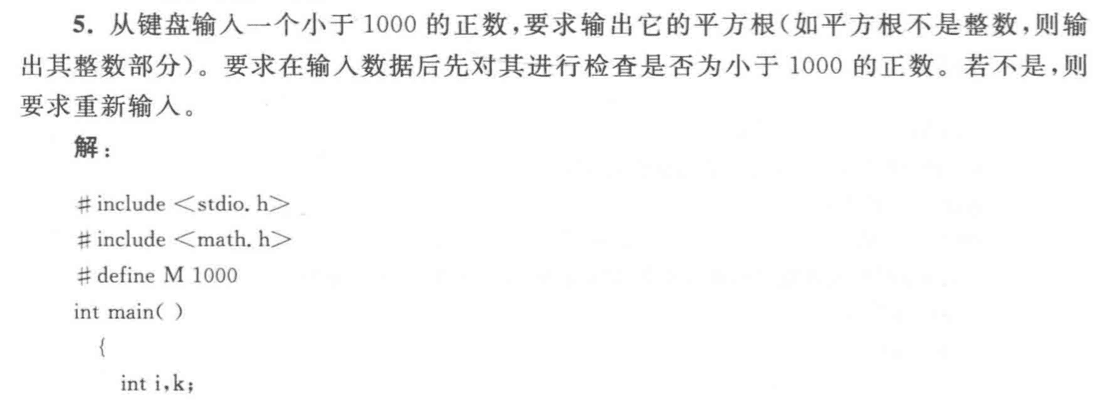 5. 从键盘输入一个小于 1000 的正数,要求输出它的平方根(如平方根不是整数,则输
出其整数部分)。要求在输入数据后先对其进行检查是否为小于 1000 的正数。若不是,则
要求重新输入。
解:
#include <stdio.h>
#include <math.h>
#define M 1000
int main( )
{
int i,k;